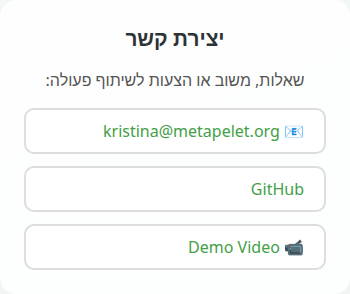 יצירת קשר
שאלות, משוב או הצעות לשיתוף פעולה:
📧 kristina@metapelet.org
GitHub
📹 Demo Video